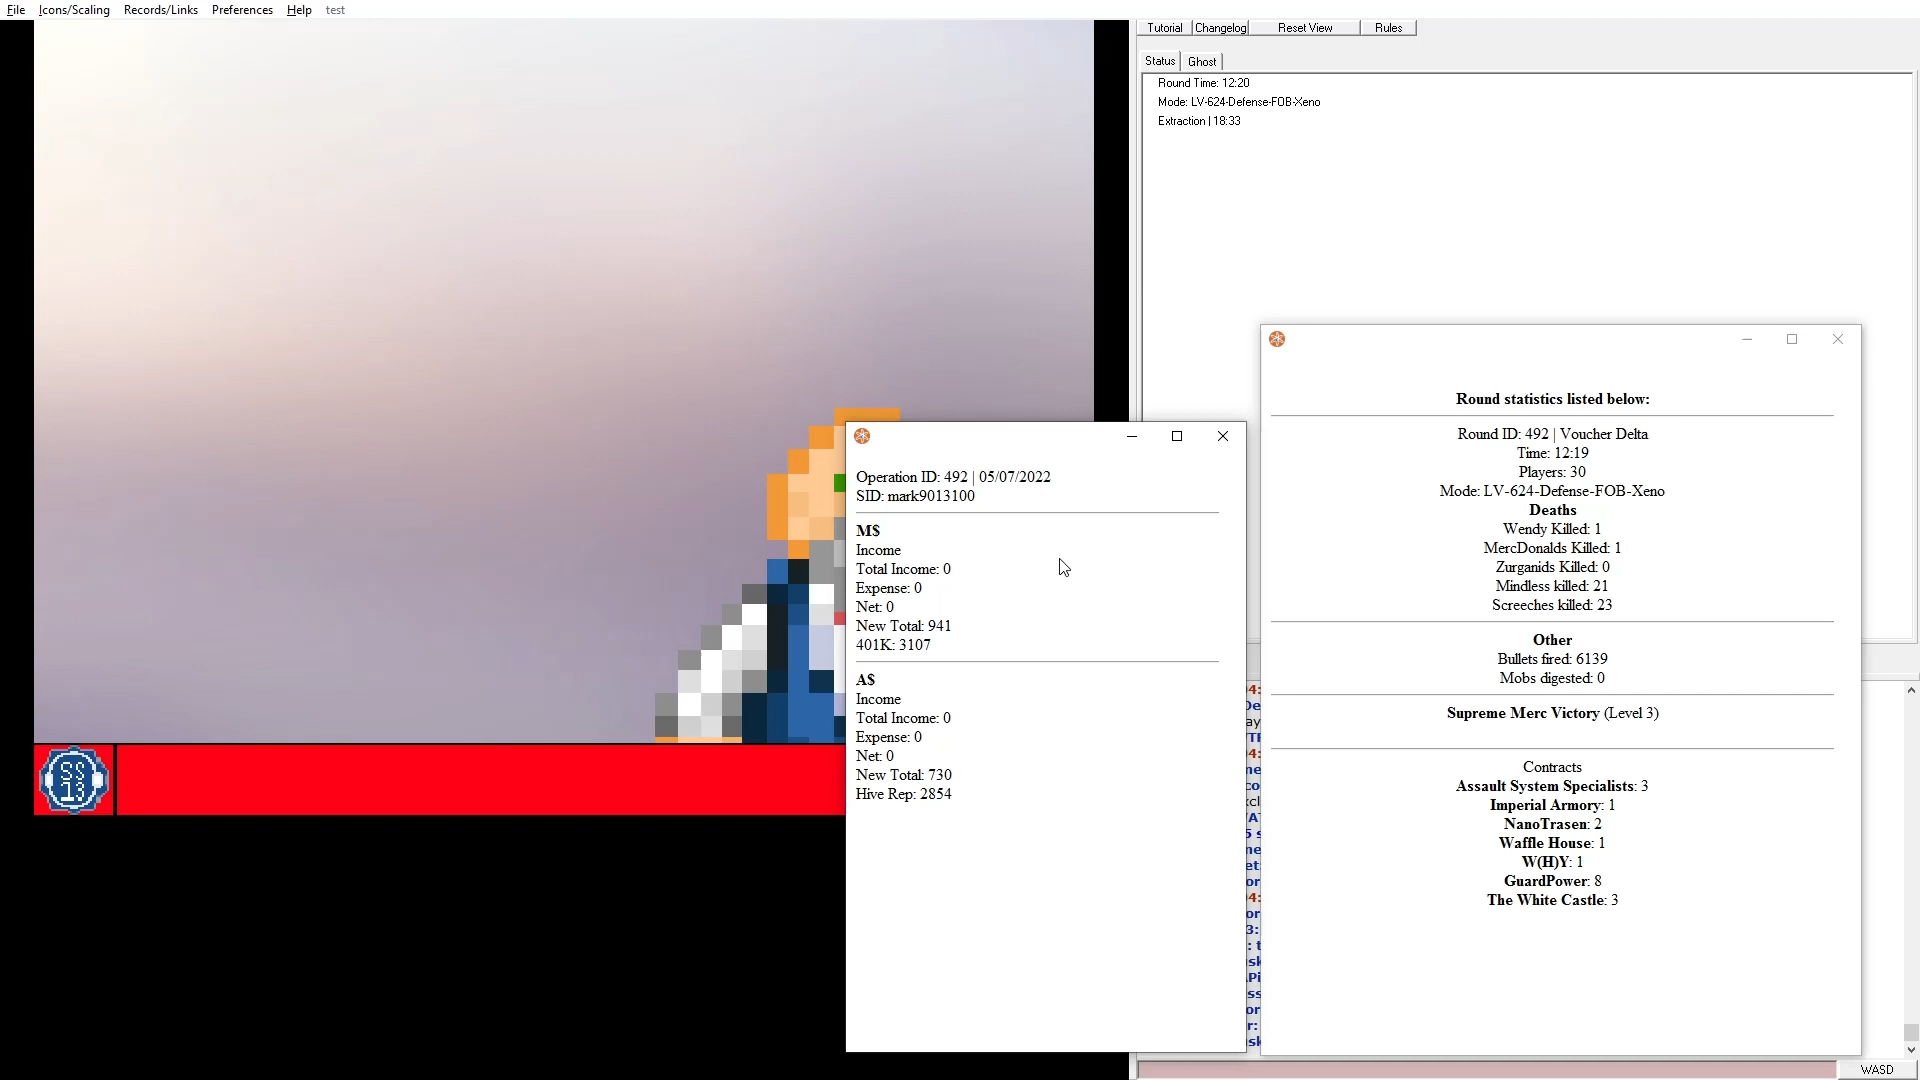 File Icons/Scaling Records/Links Preferences Help test
Tutorial Changelog Reset View Rules
Status Ghost
Round Time: 12:20
Mode: LV-624-Defense-FOB-Xeno
Extraction | 18:33
Operation ID: 492 | 05/07/2022
SID: mark9013100
M$
Income
Total Income: 0
Expense: 0
Net: 0
New Total: 941
401K: 3107
A$
Income
Total Income: 0
Expense: 0
Net: 0
New Total: 730
Hive Rep: 2854
Round statistics listed below:
Round ID: 492 | Voucher Delta
Time: 12:19
Players: 30
Mode: LV-624-Defense-FOB-Xeno
Deaths
Wendy Killed: 1
MercDonalds Killed: 1
Zurganids Killed: 0
Mindless killed: 21
Screeches killed: 23
Other
Bullets fired: 6139
Mobs digested: 0
Supreme Merc Victory (Level 3)
Contracts
Assault System Specialists: 3
Imperial Armory: 1
NanoTrasen: 2
Waffle House: 1
W(H)Y: 1
GuardPower: 8
The White Castle: 3
SS
13
WASD